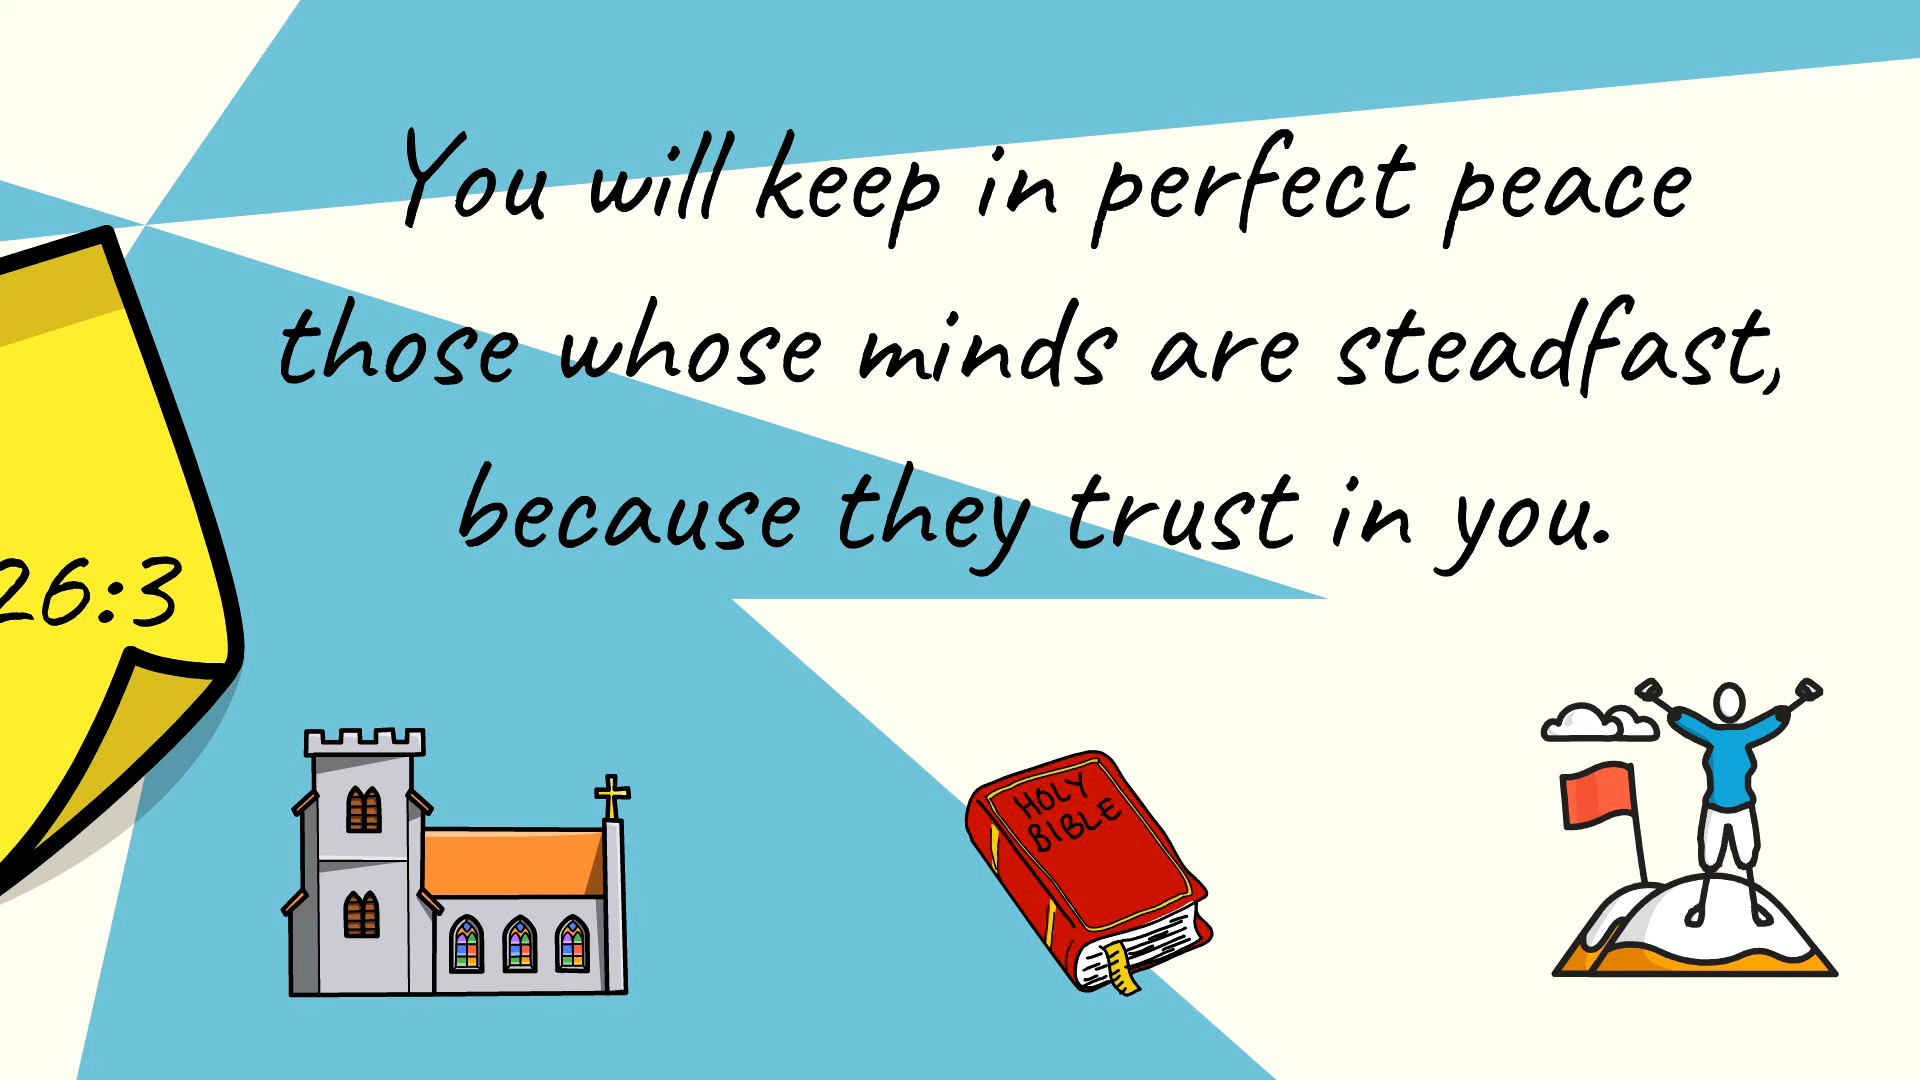 You will keep in perfect peace
those whose minds are steadfast,
because they trust in you.
26:3
HOLY
BIBLE